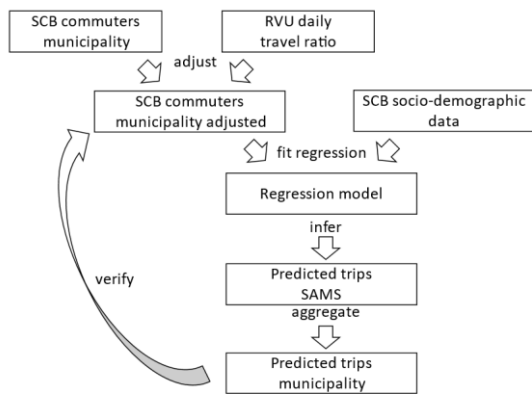 SCB commuters
municipality
RVU daily
travel ratio
adjust
SCB commuters
municipality adjusted
SCB socio-demographic
data
fit regression
Regression model
infer
Predicted trips
SAMS
aggregate
verify
Predicted trips
municipality